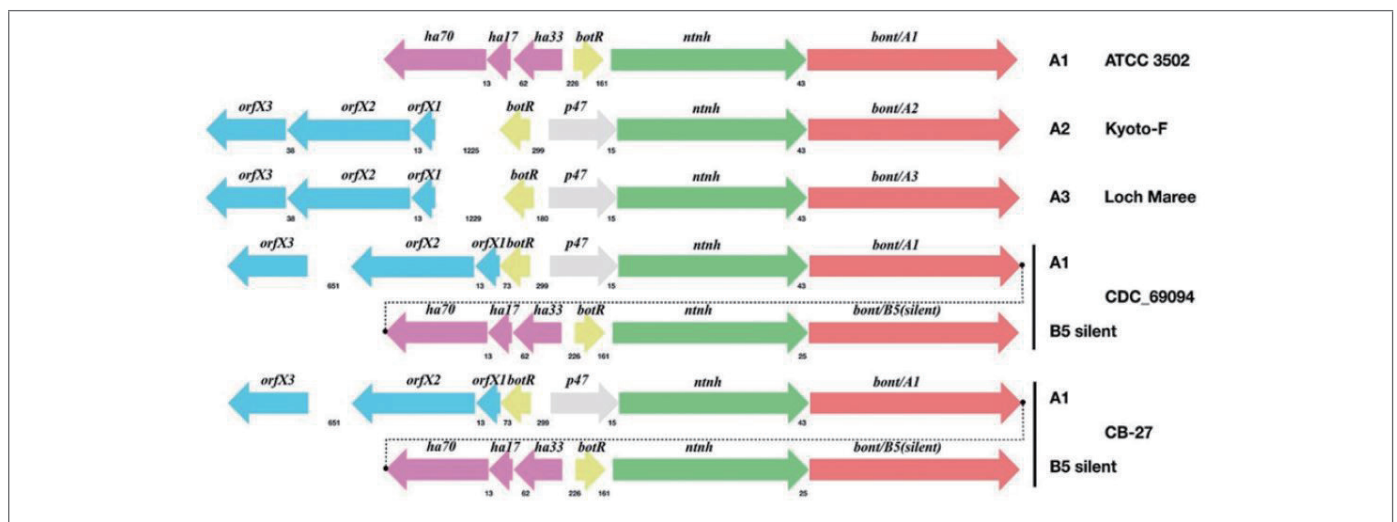 ha70 ha17 ha33 botR ntnh bont/A1
A1 ATCC 3502
13 62 226 161 43
orfX3 orfX2 orfX1 botR p47 ntnh bont/A2
A2 Kyoto-F
38 13 1225 299 15 43
orfX3 orfX2 orfX1 botR p47 ntnh bont/A3
A3 Loch Maree
38 13 1229 180 15 43
orfX3 orfX2 orfX1 botR p47 ntnh bont/A1
A1
651 13 73 299 15 43
CDC_69094
ha70 ha17 ha33 botR ntnh bont/B5(silent)
B5 silent
13 62 226 161 25
orfX3 orfX2 orfX1 botR p47 ntnh bont/A1
A1
651 13 73 299 15 43
CB-27
ha70 ha17 ha33 botR ntnh bont/B5(silent)
B5 silent
13 62 226 161 25